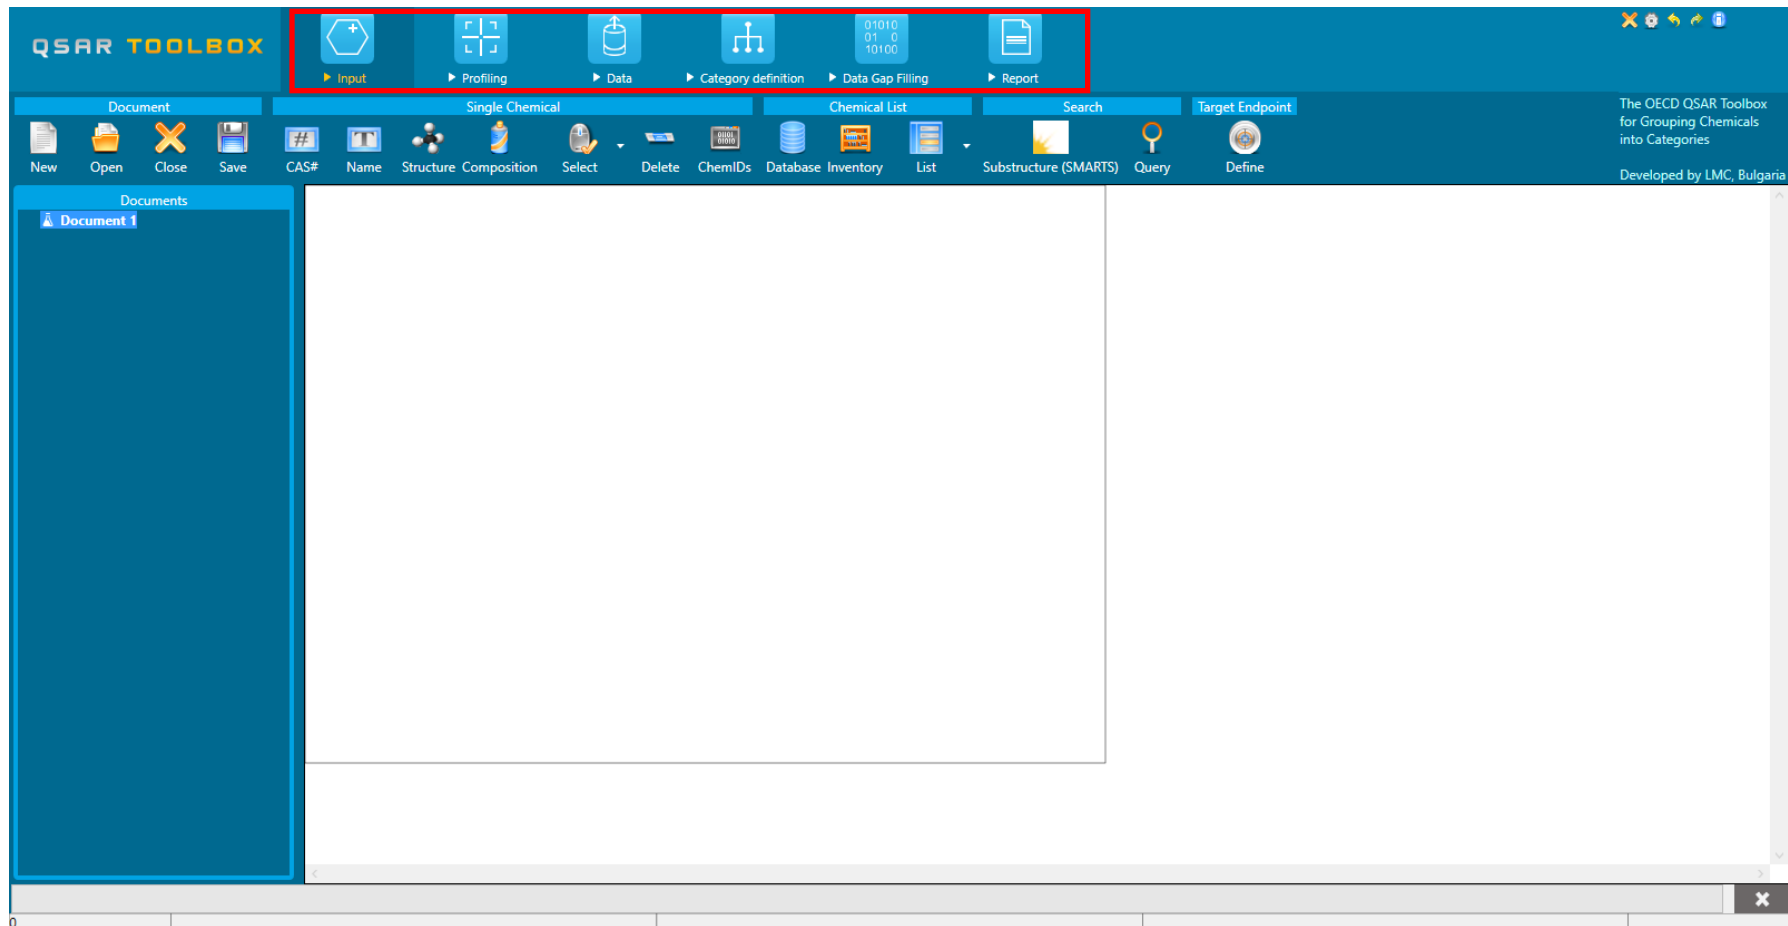 QSAR TOOLBOX
Input
Profiling
Data
Category definition
01010
01 0
10100
Data Gap Filling
Report
The OECD QSAR Toolbox
for Grouping Chemicals
into Categories
Developed by LMC, Bulgaria
Document
Single Chemical
Chemical List
Search
Target Endpoint
New
Open
Close
Save
#
CAS#
T
Name
Structure
Composition
Select
Delete
ChemIDs
Database
Inventory
List
Substructure (SMARTS)
Query
Define
Documents
Document 1
0